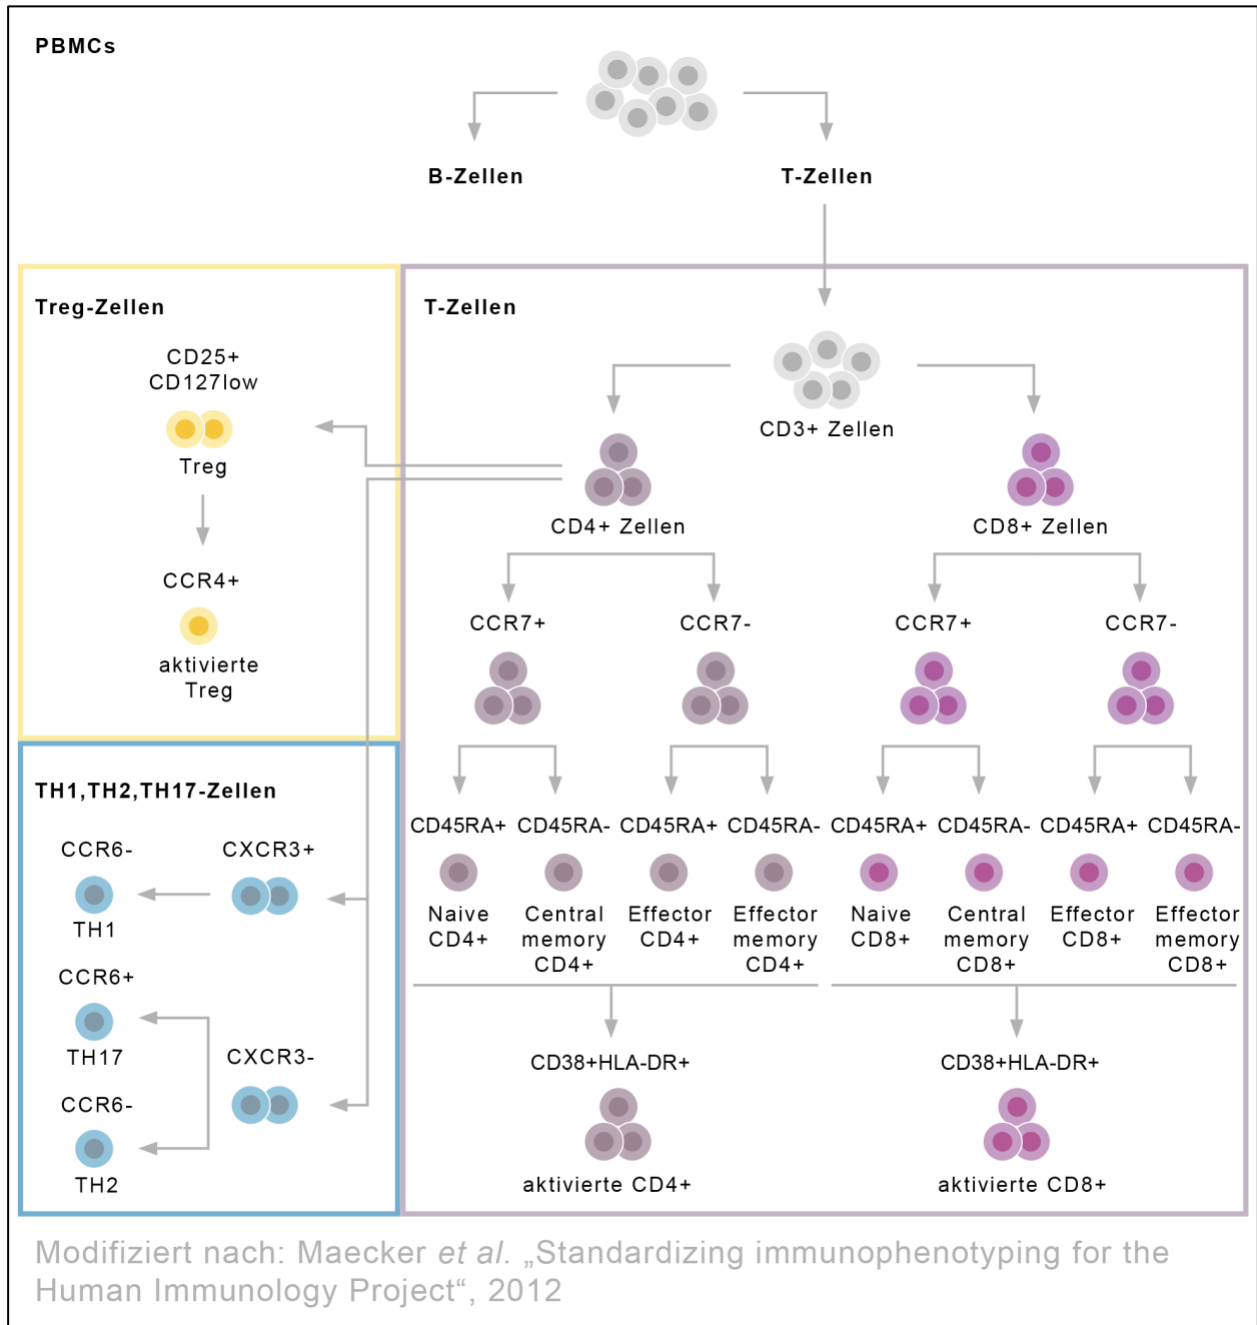 PBMCs
B-Zellen
T-Zellen
Treg-Zellen
CD25+
CD127low
Treg
CCR4+
aktivierte
Treg
TH1,TH2,TH17-Zellen
CCR6-
CXCR3+
TH1
CCR6+
TH17
CXCR3-
CCR6-
TH2
T-Zellen
CD3+ Zellen
CD4+ Zellen
CD8+ Zellen
CCR7+
CCR7-
CCR7+
CCR7-
CD45RA+
CD45RA-
CD45RA+
CD45RA-
CD45RA+
CD45RA-
CD45RA+
CD45RA-
Naive
CD4+
Central
memory
CD4+
Effector
CD4+
Effector
memory
CD4+
Naive
CD8+
Central
memory
CD8+
Effector
CD8+
Effector
memory
CD8+
CD38+HLA-DR+
aktivierte CD4+
CD38+HLA-DR+
aktivierte CD8+
Modifiziert nach: Maecker et al. „Standardizing immunophenotyping for the
Human Immunology Project“, 2012